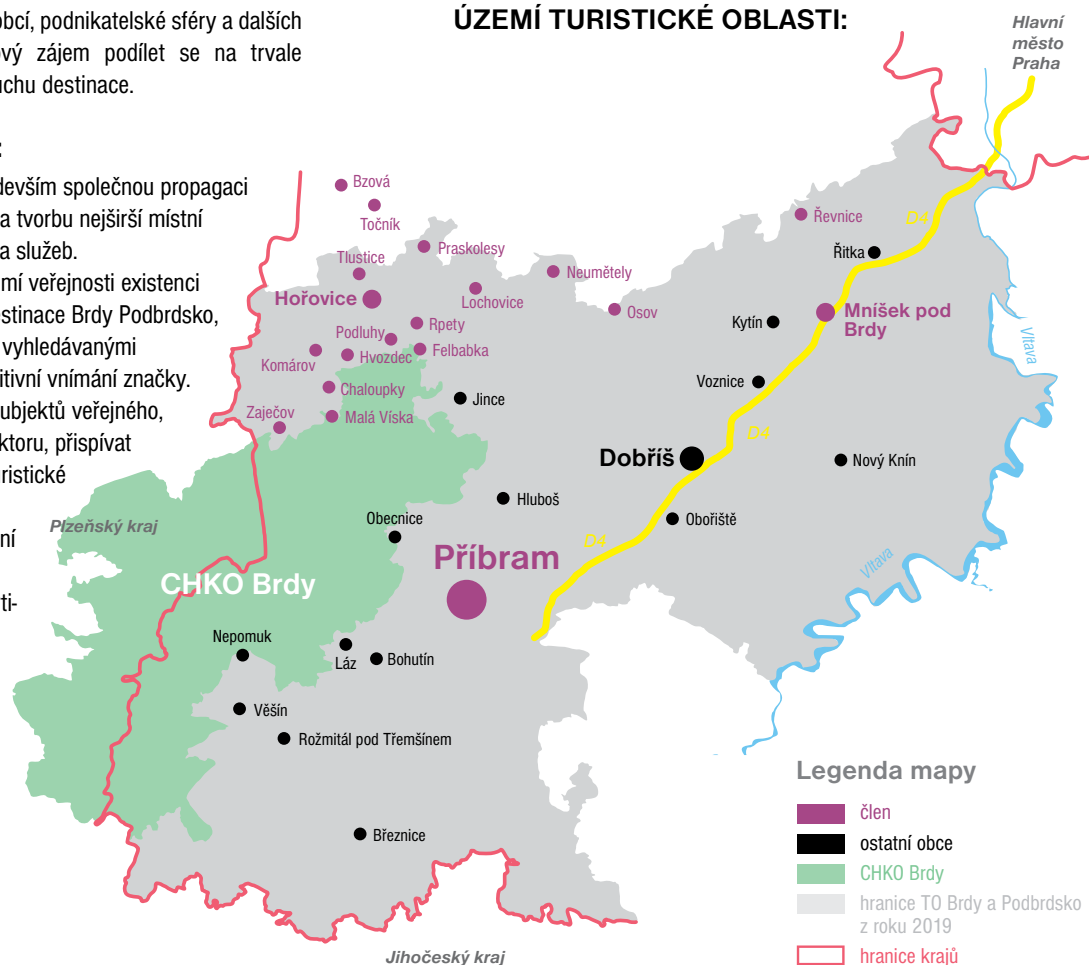 obcí, podnikatelské sféry a dalších
ový zájem podílet se na trvale
uchu destinace.
:
devším společnou propagaci
a tvorbu nejširší místní
a služeb.
mí veřejnosti existenci
estinace Brdy Podbrdsko,
vyhledávanými
itivní vnímání značky.
subjektů veřejného,
ktoru, přispívat
ristické
ní
rti-
ÚZEMÍ TURISTICKÉ OBLASTI:
Hlavní
město
Praha
Bzová
Točník
Praskolesy
Řevnice
D4
Řitka
Tlustice
Neumětely
Hořovice
Lochovice
Osov
Mníšek pod
Brdy
Kytín
Rpety
Podluhy
Felbabka
Hvozdec
Komárov
Vltava
Voznice
Chaloupky
Jince
Zaječov
Malá Víska
D4
Dobříš
Nový Knín
Hluboš
Obecnice
Obořiště
Plzeňský kraj
D4
Příbram
Vltava
CHKO Brdy
Nepomuk
Láz
Bohutín
Věšín
Rožmitál pod Třemšínem
Březnice
Jihočeský kraj
Legenda mapy
člen
ostatní obce
CHKO Brdy
hranice TO Brdy a Podbrdsko
z roku 2019
hranice krajů